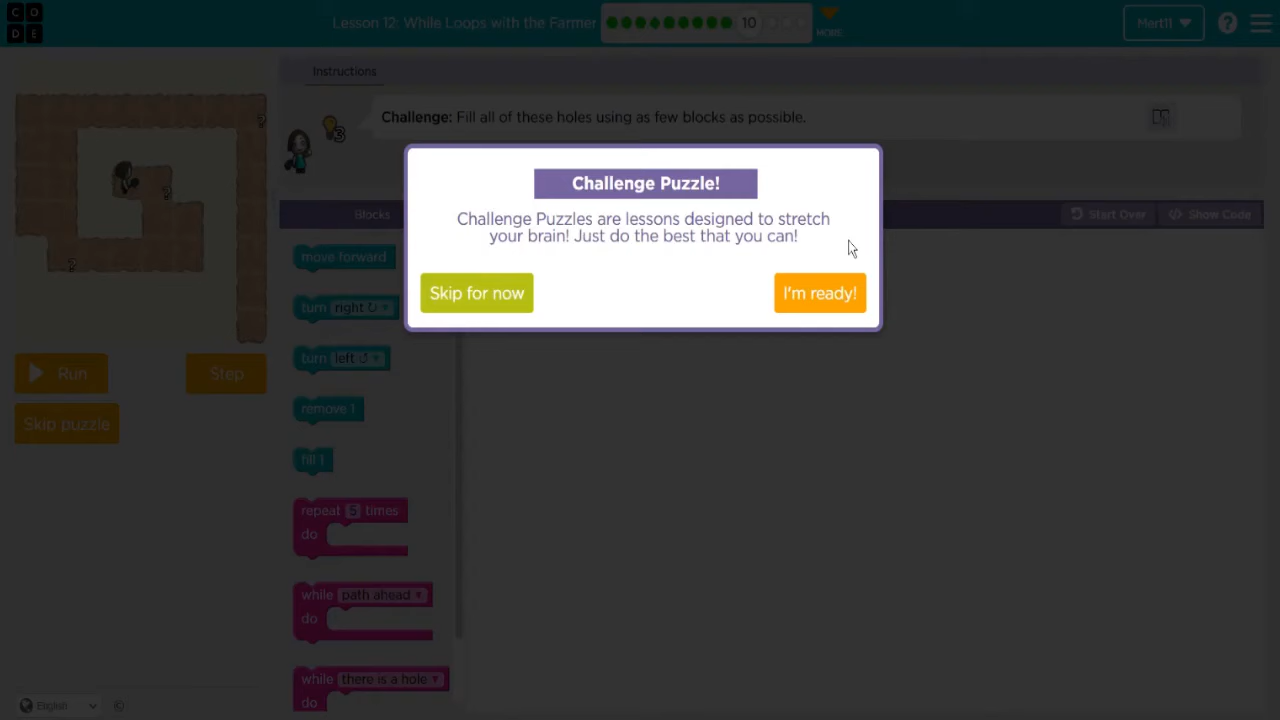 C O
D E
Lesson 12: While Loops with the Farmer
10
MORE
Mert11
?
Instructions
3
Challenge: Fill all of these holes using as few blocks as possible.
Challenge Puzzle!
Challenge Puzzles are lessons designed to stretch
your brain! Just do the best that you can!
Skip for now
I'm ready!
Blocks
Start Over
Show Code
move forward
turn right
turn left
remove 1
fill 1
repeat 5 times
do
while path ahead
do
while there is a hole
do
?
?
?
Run
Step
Skip puzzle
English